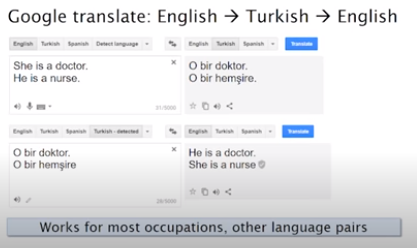 Google translate: English → Turkish → English
English Turkish Spanish Detect language
English Turkish Spanish Translate
She is a doctor.
He is a nurse.
31/5000
O bir doktor.
O bir hemşire.
English Turkish Spanish Turkish - detected
English Turkish Spanish Translate
O bir doktor.
O bir hemşire
28/5000
He is a doctor.
She is a nurse
Works for most occupations, other language pairs